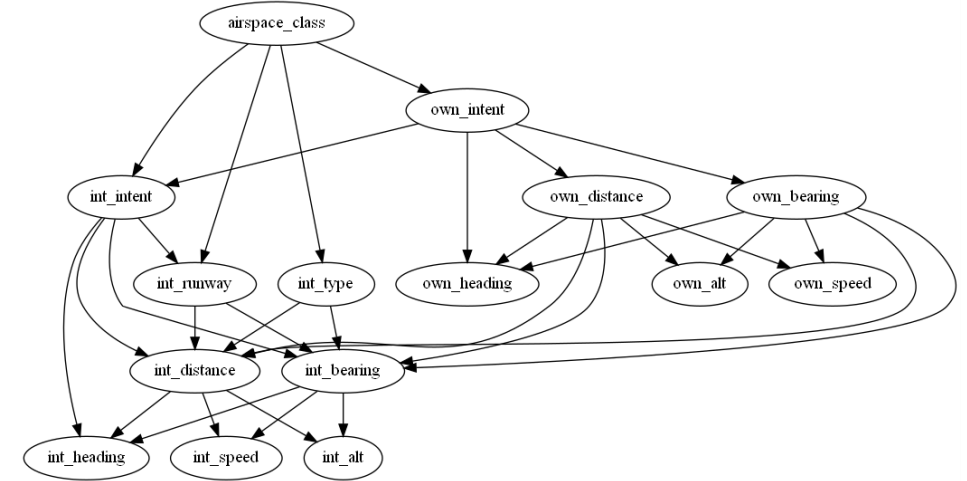 airspace_class
own_intent
int_intent
own_distance
own_bearing
int_runway
int_type
own_heading
own_alt
own_speed
int_distance
int_bearing
int_heading
int_speed
int_alt